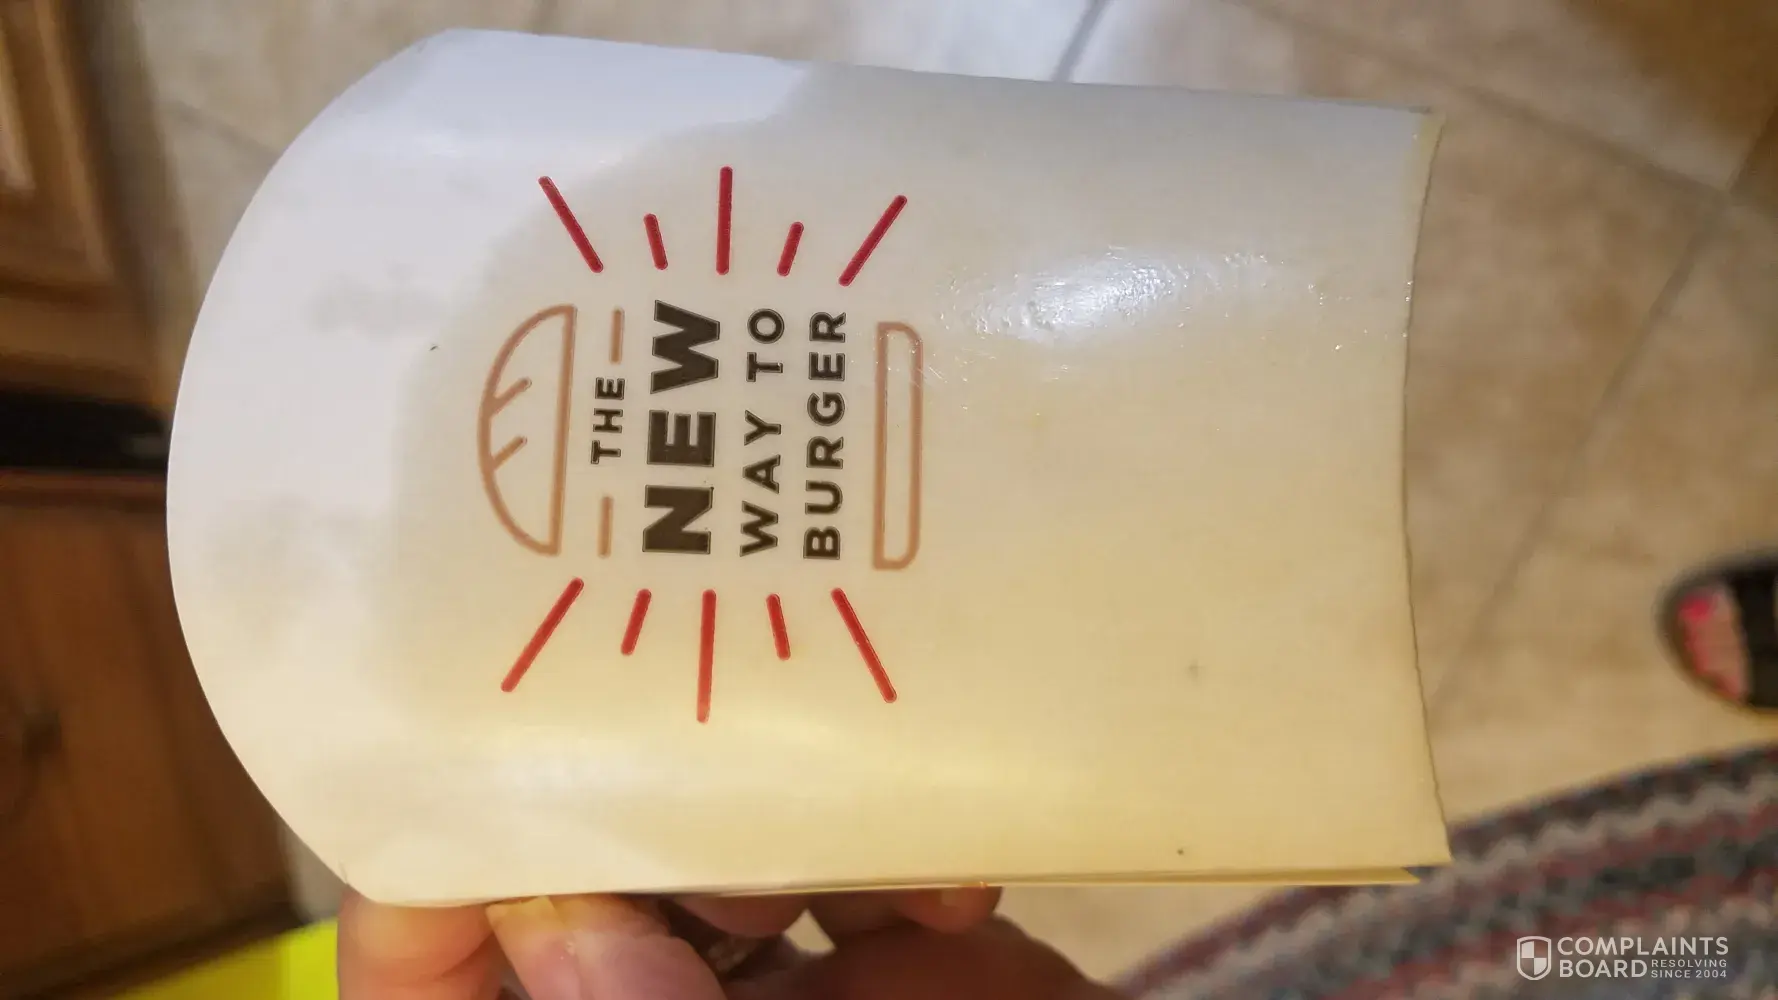 THE
NEW
WAY TO
BURGER
COMPLAINTS
BOARD RESOLVING
SINCE 2004